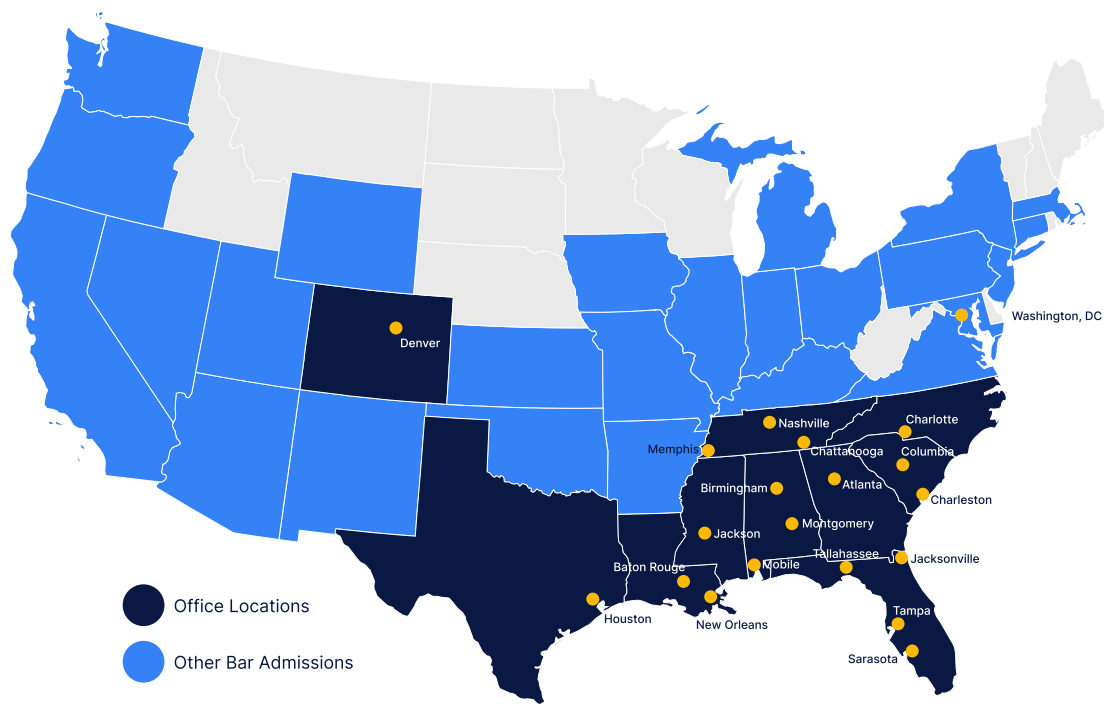 Washington, DC
Denver
Charlotte
Nashville
Memphis
Chattanooga
Columbia
Atlanta
Birmingham
Charleston
Montgomery
Jackson
Tallahassee
Jacksonville
Mobile
Baton Rouge
Office Locations
Tampa
Houston
New Orleans
Sarasota
Other Bar Admissions